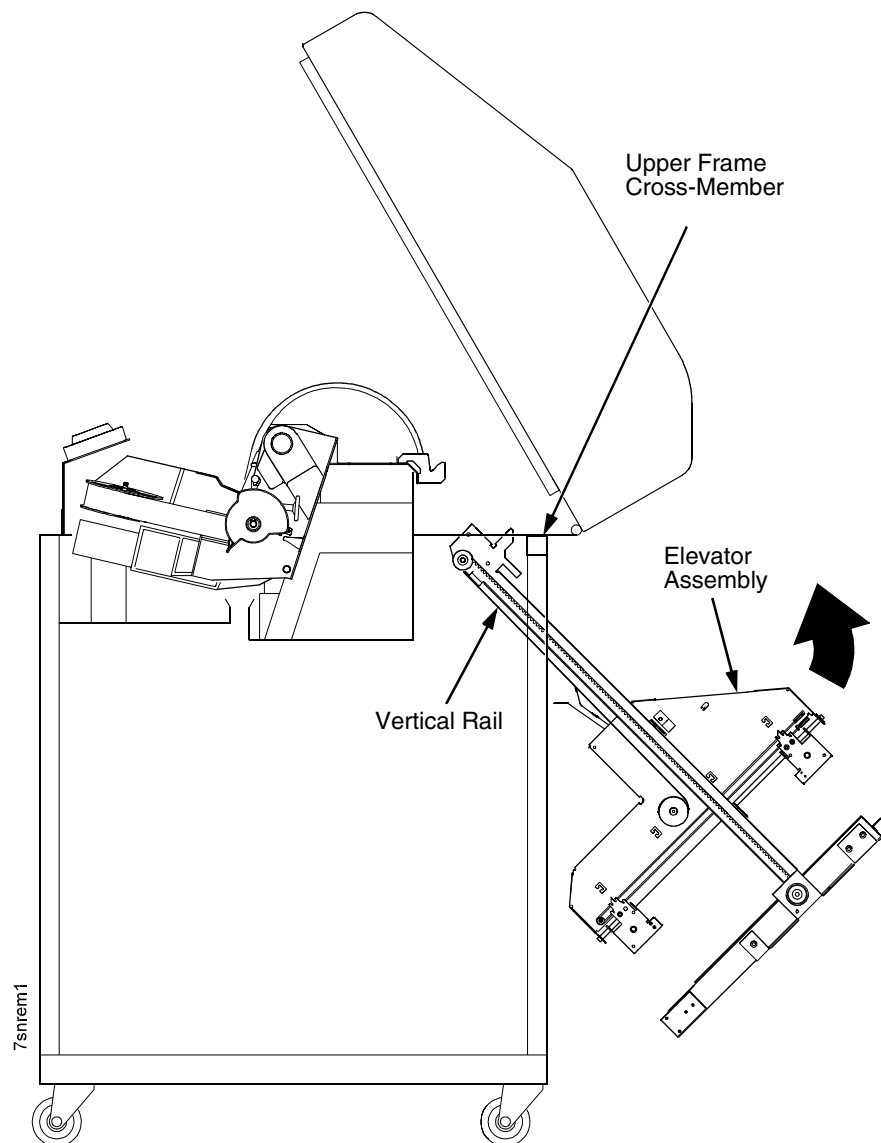 Upper Frame
Cross-Member
Elevator
Assembly
Vertical Rail
7snrem1